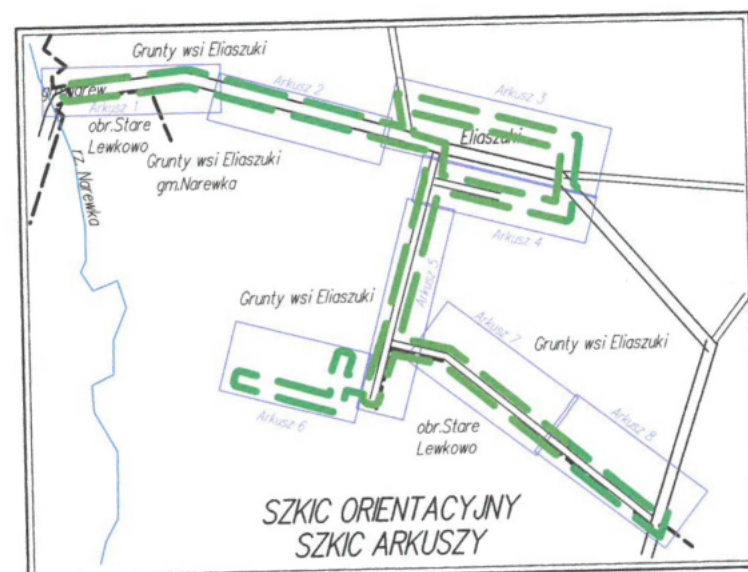 Grunty wsi Eliaszuki
Arkusz 2
Arkusz 3
Arkusz 1
obr.Stare
Lewkowo
Eliaszuki
Grunty wsi Eliaszuki
gm.Narewka
rz. Narewka
Arkusz 4
Arkusz 5
Grunty wsi Eliaszuki
Arkusz 7
Grunty wsi Eliaszuki
Arkusz 6
obr.Stare
Lewkowo
Arkusz 8
SZKIC ORIENTACYJNY
SZKIC ARKUSZY